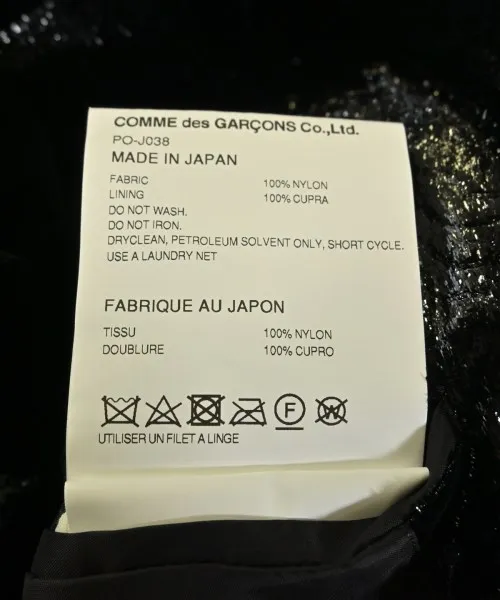 COMME des GARÇONS Co.,Ltd.
PO-J038
MADE IN JAPAN
FABRIC 100% NYLON
LINING 100% CUPRA
DO NOT WASH.
DO NOT IRON.
DRYCLEAN, PETROLEUM SOLVENT ONLY, SHORT CYCLE.
USE A LAUNDRY NET
FABRIQUE AU JAPON
TISSU 100% NYLON
DOUBLURE 100% CUPRO
F W
UTILISER UN FILET A LINGE